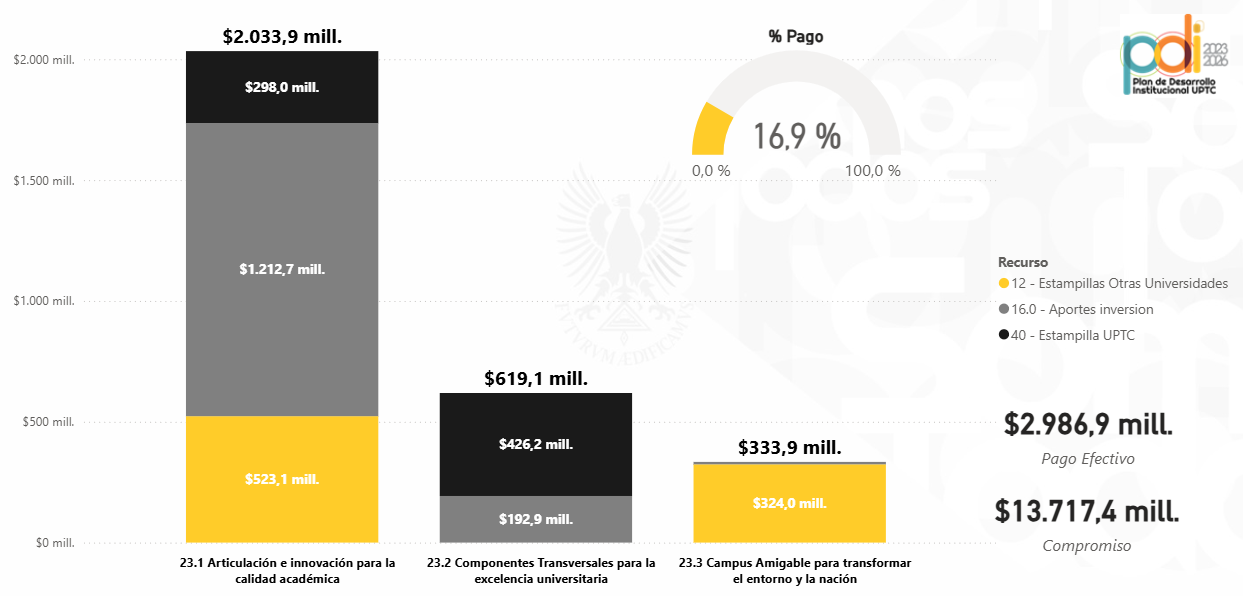 $2.033,9 mill.
$2.000 mill.
$298,0 mill.
$1.500 mill.
$1.212,7 mill.
$1.000 mill.
$619,1 mill.
$500 mill.
$426,2 mill.
$333,9 mill.
$523,1 mill.
$192,9 mill.
$324,0 mill.
$0 mill.
23.1 Articulación e innovación para la
calidad académica
23.2 Componentes Transversales para la
excelencia universitaria
23.3 Campus Amigable para transformar
el entorno y la nación
% Pago
16,9 %
0,0 %
100,0 %
pdi 2023
2026
Plan de Desarrollo
Institucional UPTC
Recurso
12 - Estampillas Otras Universidades
16.0 - Aportes inversion
40 - Estampilla UPTC
$2.986,9 mill.
Pago Efectivo
$13.717,4 mill.
Compromiso